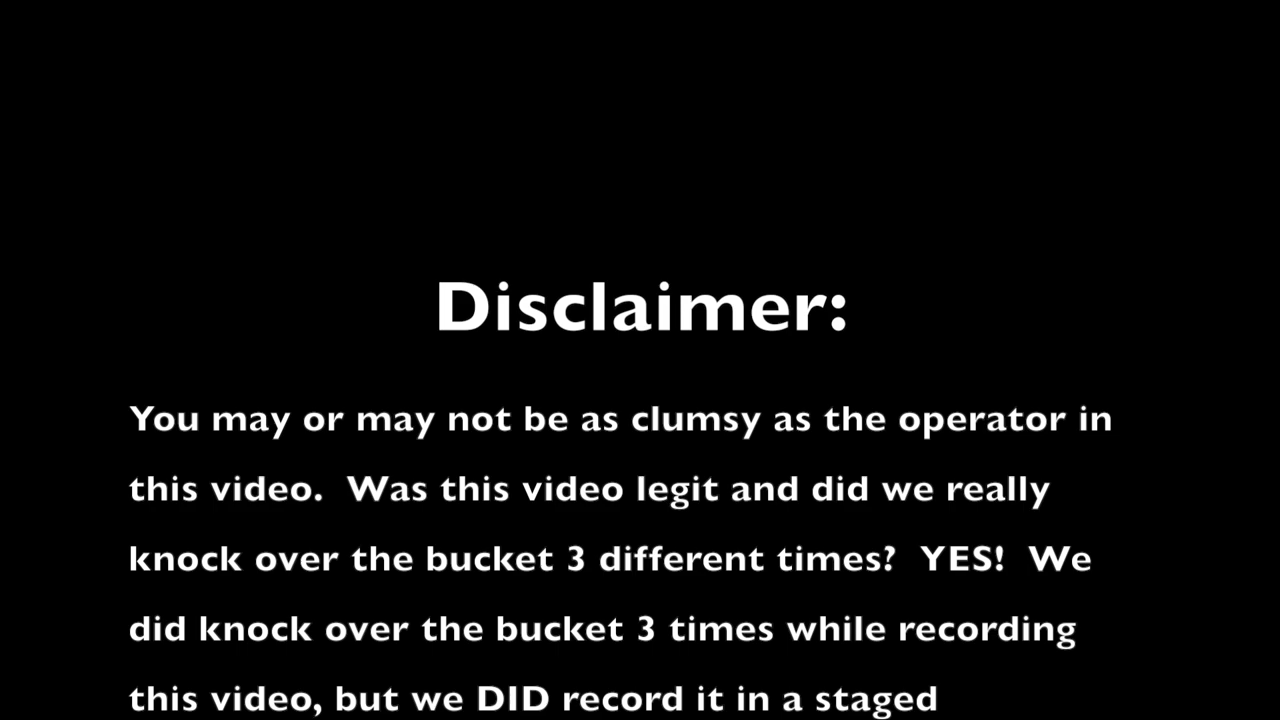 Disclaimer:
You may or may not be as clumsy as the operator in
this video.  Was this video legit and did we really
knock over the bucket 3 different times?  YES!  We
did knock over the bucket 3 times while recording
this video, but we DID record it in a staged